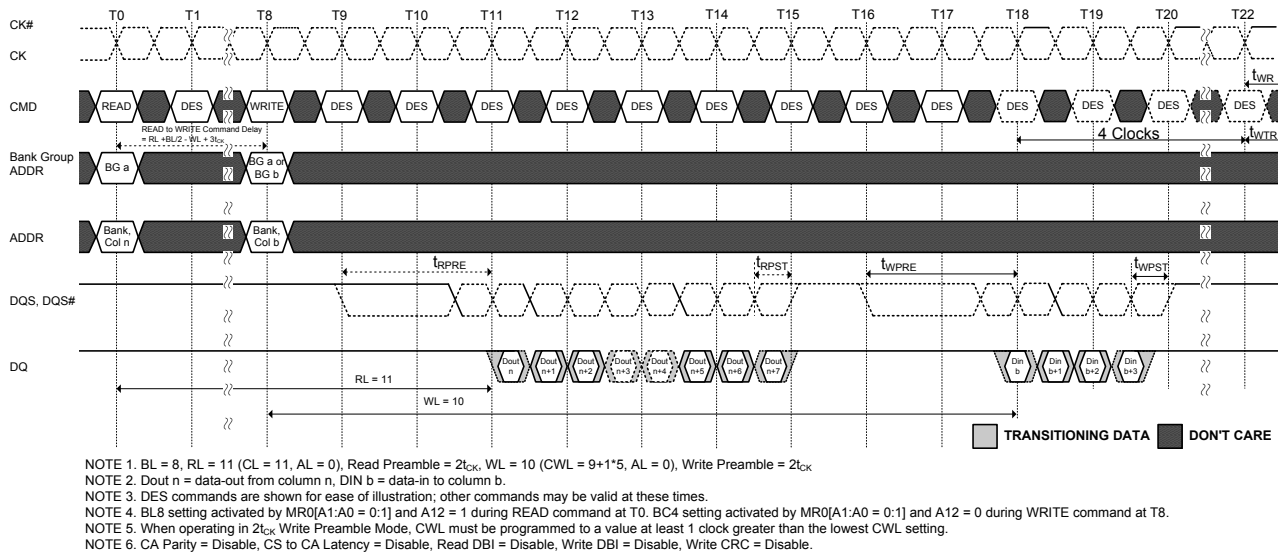 T0 T1 T8 T9 T10 T11 T12 T13 T14 T15 T16 T17 T18 T19 T20 T22
CK#
CK
tWR
CMD READ DES WRITE DES DES DES DES DES DES DES DES DES DES DES DES DES
READ to WRITE Command Delay
= RL +BL/2 - WL + 3tCK
4 Clocks tWTR
Bank Group
ADDR
BG a
BG a or
BG b
ADDR
Bank,
Col n
Bank,
Col b
tRPRE tRPST tWPRE tWPST
DQS, DQS#
DQ
Dout
n
Dout
n+1
Dout
n+2
Dout
n+3
Dout
n+4
Dout
n+5
Dout
n+6
Dout
n+7
Din
b
Din
b+1
Din
b+2
Din
b+3
RL = 11
WL = 10
TRANSITIONING DATA DON'T CARE
NOTE 1. BL = 8, RL = 11 (CL = 11, AL = 0), Read Preamble = 2tCK, WL = 10 (CWL = 9+1*5, AL = 0), Write Preamble = 2tCK
NOTE 2. Dout n = data-out from column n, DIN b = data-in to column b.
NOTE 3. DES commands are shown for ease of illustration; other commands may be valid at these times.
NOTE 4. BL8 setting activated by MR0[A1:A0 = 0:1] and A12 = 1 during READ command at T0. BC4 setting activated by MR0[A1:A0 = 0:1] and A12 = 0 during WRITE command at T8.
NOTE 5. When operating in 2tCK Write Preamble Mode, CWL must be programmed to a value at least 1 clock greater than the lowest CWL setting.
NOTE 6. CA Parity = Disable, CS to CA Latency = Disable, Read DBI = Disable, Write DBI = Disable, Write CRC = Disable.